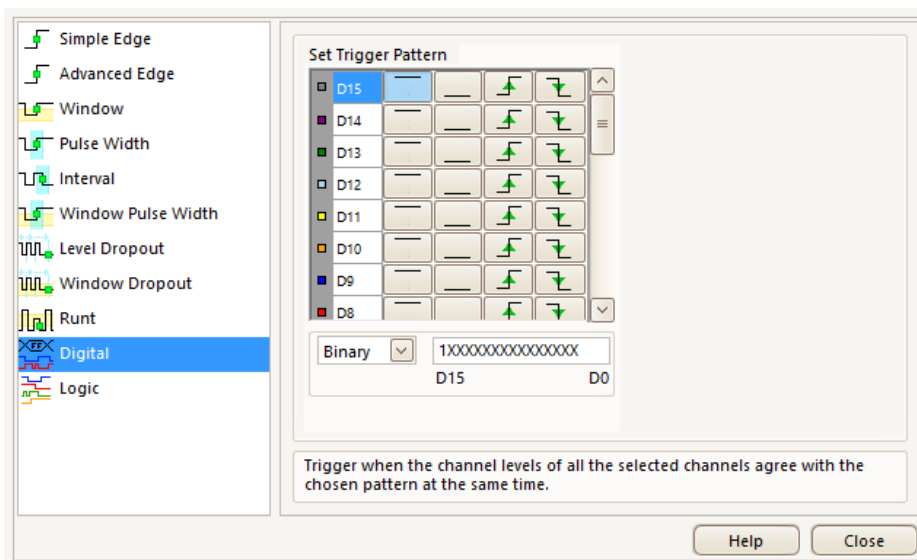 Simple Edge
Advanced Edge
Window
Pulse Width
Interval
Window Pulse Width
Level Dropout
Window Dropout
Runt
Digital
Logic
Set Trigger Pattern
D15
D14
D13
D12
D11
D10
D9
D8
Binary 1XXXXXXXXXXXXXXX
D15 D0
Trigger when the channel levels of all the selected channels agree with the
chosen pattern at the same time.
Help Close